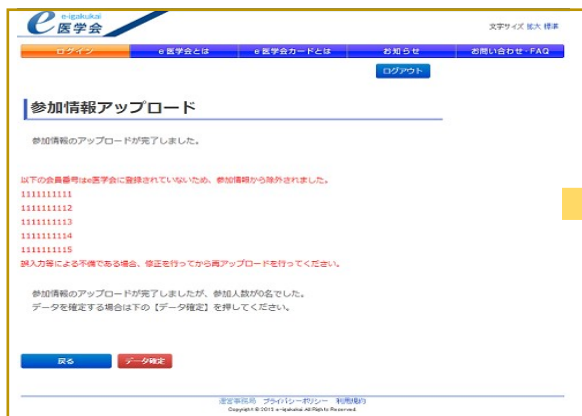 e-igakukai
e医学会
文字サイズ 拡大 標準
ログイン
e医学会とは
e医学会カードとは
お知らせ
お問い合わせ・FAQ
ログアウト
参加情報アップロード
参加情報のアップロードが完了しました。
以下の会員番号はe医学会に登録されていないため、参加情報から除外されました。
1111111111
1111111112
1111111113
1111111114
1111111115
誤入力等による不備である場合、修正を行ってから再アップロードを行ってください。
参加情報のアップロードが完了しましたが、参加人数が0名でした。
データを確定する場合は下の【データ確定】を押してください。
戻る
データ確定
運営事務局 プライバシーポリシー 利用規約
Copyright © 2012 e-igakukai All Rights Reserved.